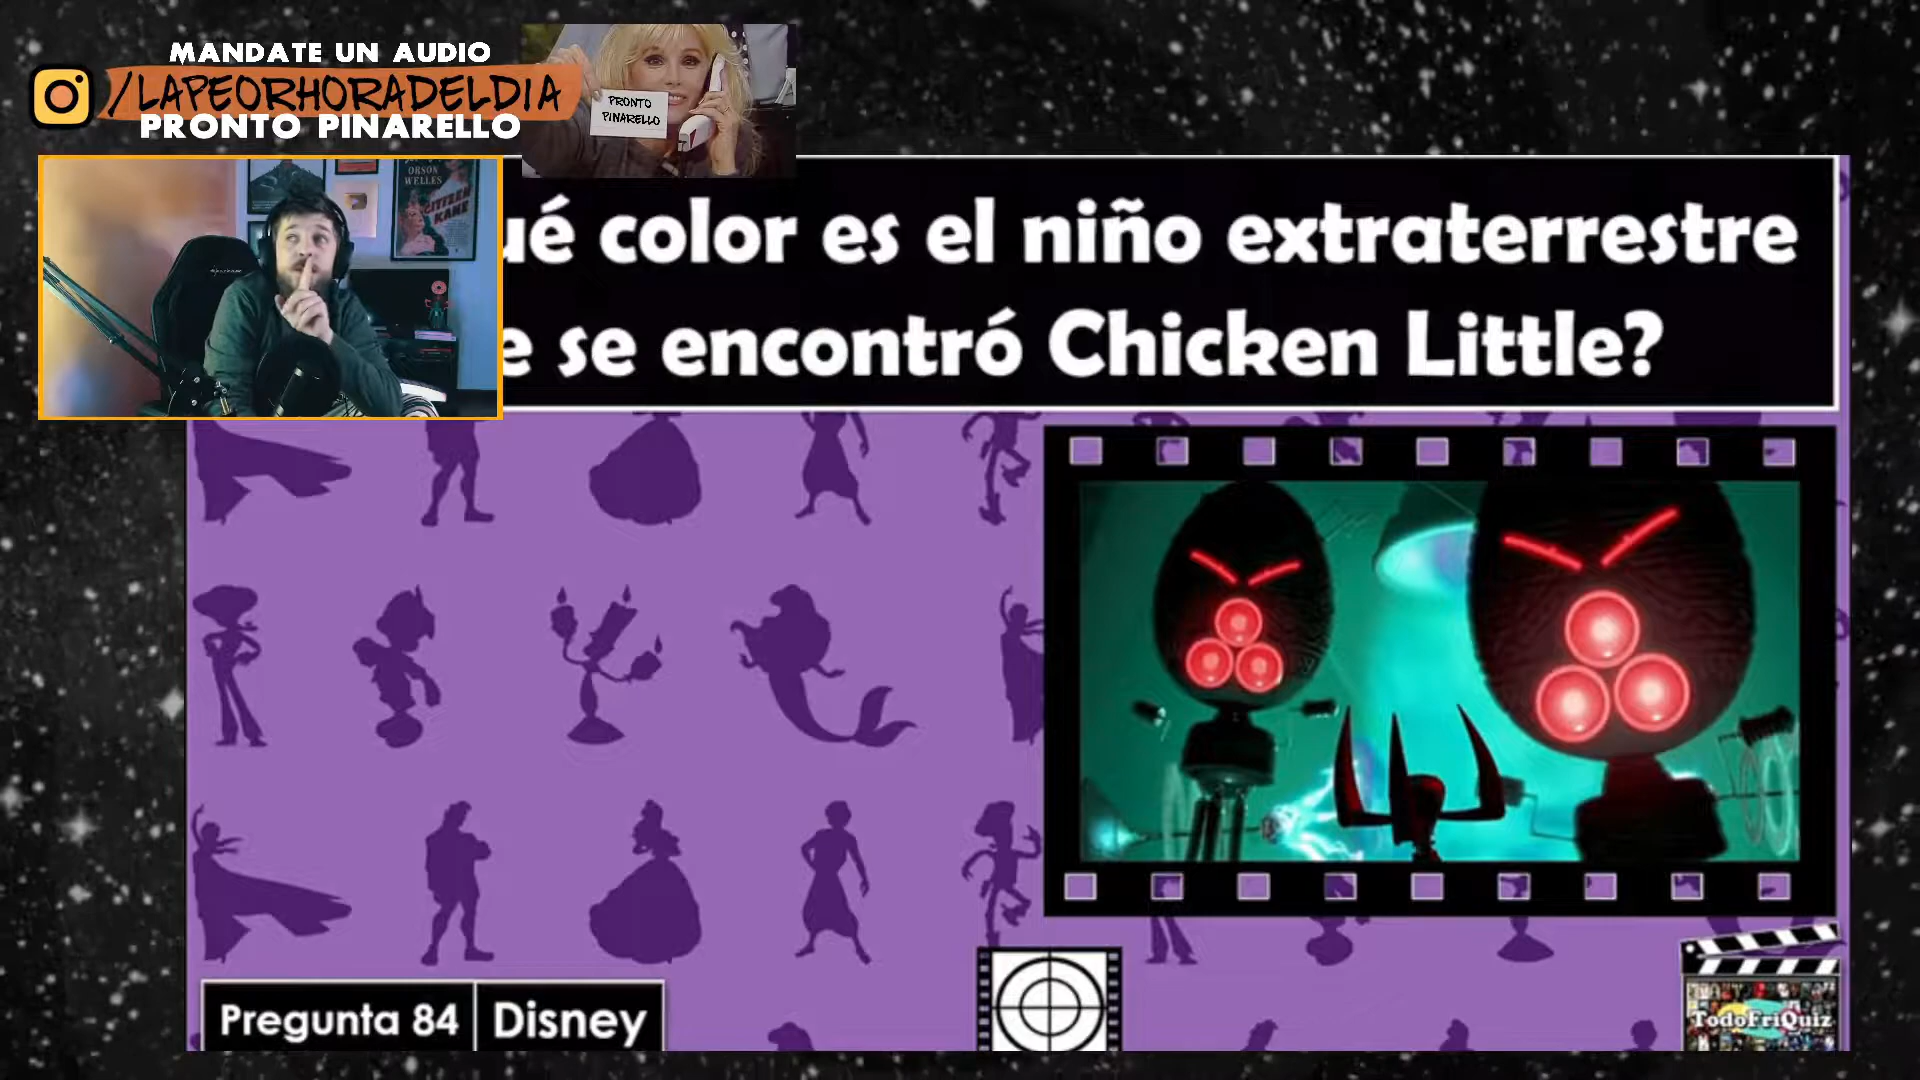 MANDATE UN AUDIO
/LAPEORHORADELDIA
PRONTO PINARELLO
PRONTO
PINARELLO
ORSON
WELLES
CITIZEN
KANE
ué color es el niño extraterrestre
e se encontró Chicken Little?
Pregunta 84 Disney
TodoFriQuiz